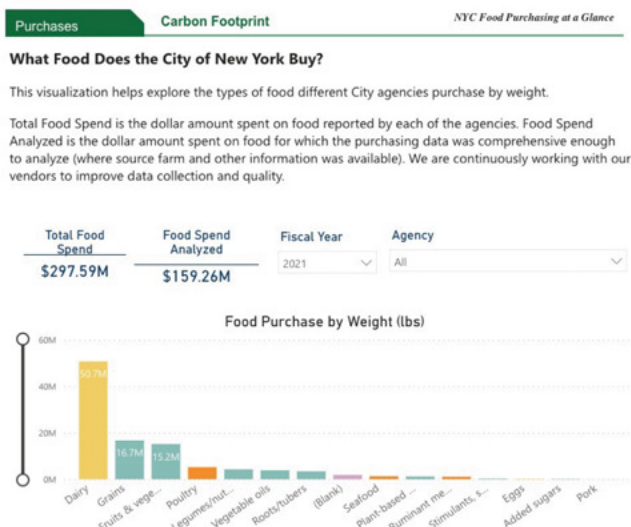 Purchases
Carbon Footprint
NYC Food Purchasing at a Glance
What Food Does the City of New York Buy?
This visualization helps explore the types of food different City agencies purchase by weight.
Total Food Spend is the dollar amount spent on food reported by each of the agencies. Food Spend
Analyzed is the dollar amount spent on food for which the purchasing data was comprehensive enough
to analyze (where source farm and other information was available). We are continuously working with our
vendors to improve data collection and quality.
Total Food
Spend
$297.59M
Food Spend
Analyzed
$159.26M
Fiscal Year
2021
Agency
All
Food Purchase by Weight (lbs)
60M
40M
20M
0M
50.7M
16.7M
15.2M
Dairy
Grains
Fruits & vege...
Poultry
Legumes/nut...
Vegetable oils
Roots/tubers
(Blank)
Seafood
Plant-based ...
Ruminant me...
Stimulants, s...
Eggs
Added sugars
Pork